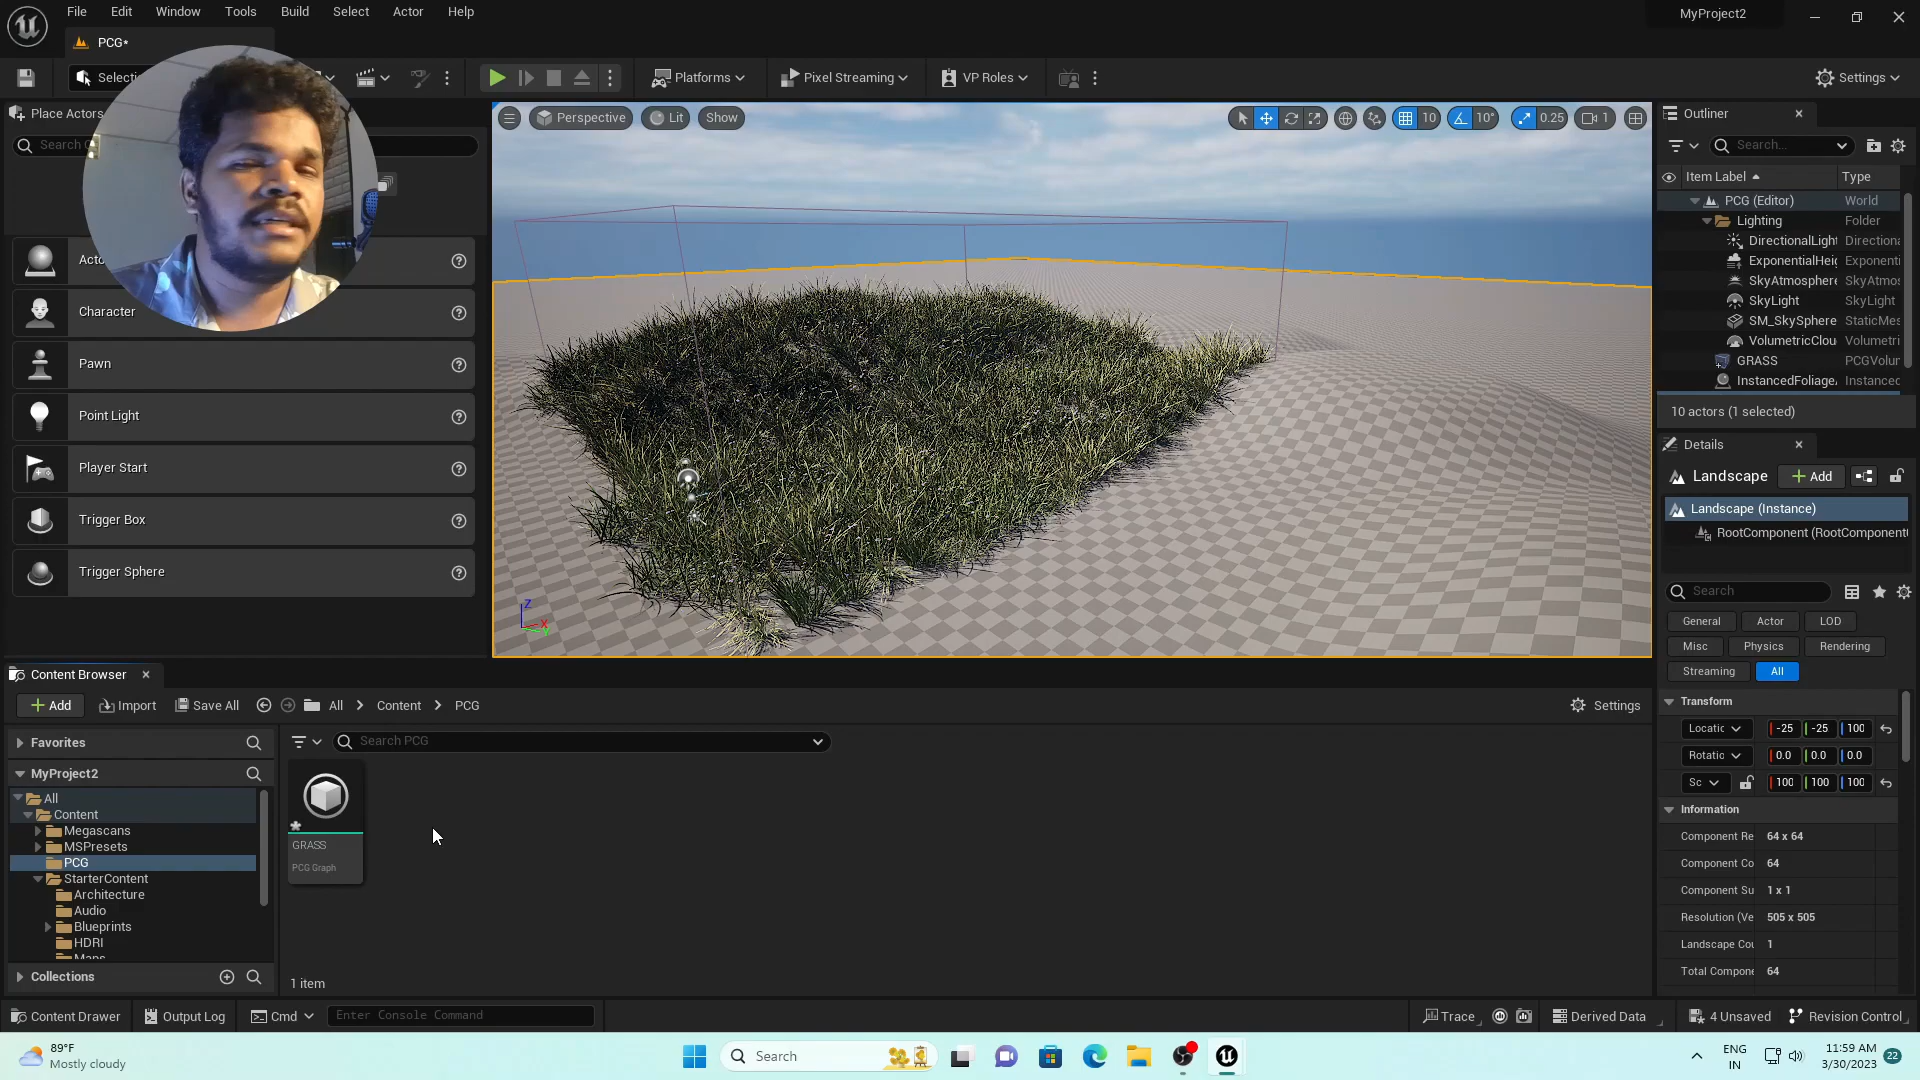 File Edit Window Tools Build Select Actor Help
MyProject2
PCG*
Platforms
Pixel Streaming
VP Roles
Settings
Place Actors
Search
Character
Pawn
Point Light
Player Start
Trigger Box
Trigger Sphere
Perspective
Lit
Show
10
10°
0.25
1
Z
X
Y
Outliner
Search...
Item Label
Type
PCG (Editor) World
Lighting Folder
DirectionalLight Directiona
ExponentialHeig Exponenti
SkyAtmosphere SkyAtmos
SkyLight SkyLight
SM_SkySphere StaticMes
VolumetricClou Volumetri
GRASS PCGVolun
InstancedFoliage Instanced
10 actors (1 selected)
Details
Landscape
Add
Landscape (Instance)
RootComponent (RootComponent
Search
General Actor LOD
Misc Physics Rendering
Streaming All
Transform
Locatic -25 -25 100
Rotatic 0.0 0.0 0.0
Sc 100 100 100
Information
Component Re 64 x 64
Component Co 64
Component Su 1 x 1
Resolution (Ve 505 x 505
Landscape Cou 1
Total Compone 64
Content Browser
Add
Import
Save All
All
Content
PCG
Settings
Favorites
MyProject2
All
Content
Megascans
MSPresets
PCG
StarterContent
Architecture
Audio
Blueprints
HDRI
Maps
Collections
Search PCG
GRASS
PCG Graph
1 item
Content Drawer
Output Log
Cmd
Enter Console Command
Trace
Derived Data
4 Unsaved
Revision Control
89°F
Mostly cloudy
Search
ENG
IN
11:59 AM
3/30/2023
22